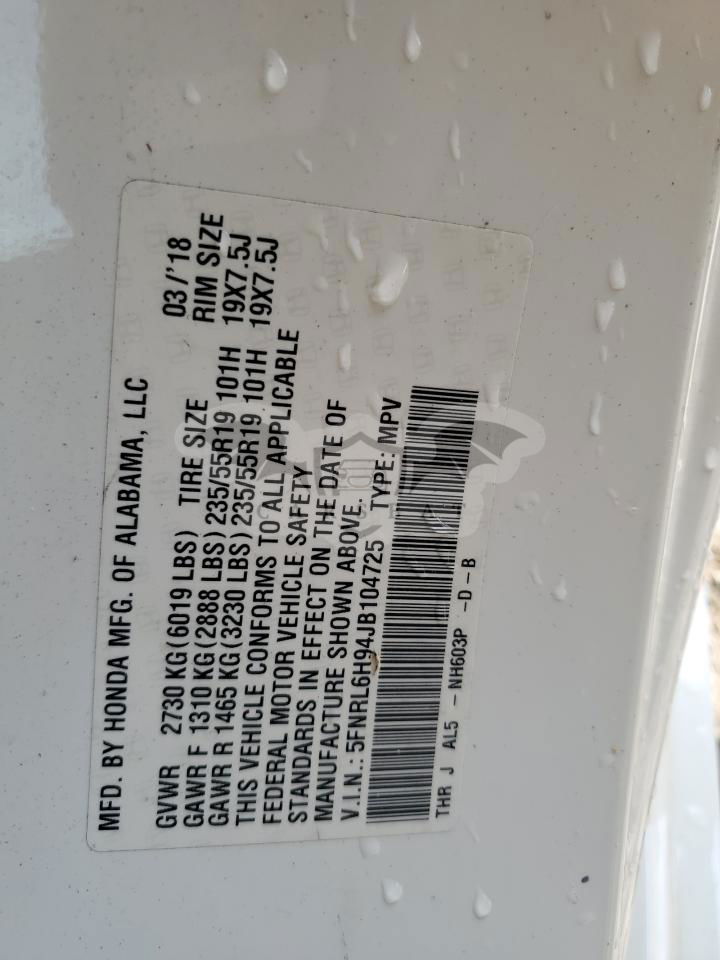 MFD. BY HONDA MFG. OF ALABAMA, LLC
03/'18
GVWR 2730 KG(6019 LBS) TIRE SIZE RIM SIZE
GAWR F 1310 KG(2888 LBS)235/55R19 101H 19X7.5J
GAWR R 1465 KG(3230 LBS)235/55R19 101H 19X7.5J
THIS VEHICLE CONFORMS TO ALL APPLICABLE
FEDERAL MOTOR VEHICLE SAFETY
STANDARDS IN EFFECT ON THE DATE OF
MANUFACTURE SHOWN ABOVE.
V.I.N.:5FNRL6H94JB104725 TYPE: MPV
THR J AL5 -NH603P -D-B